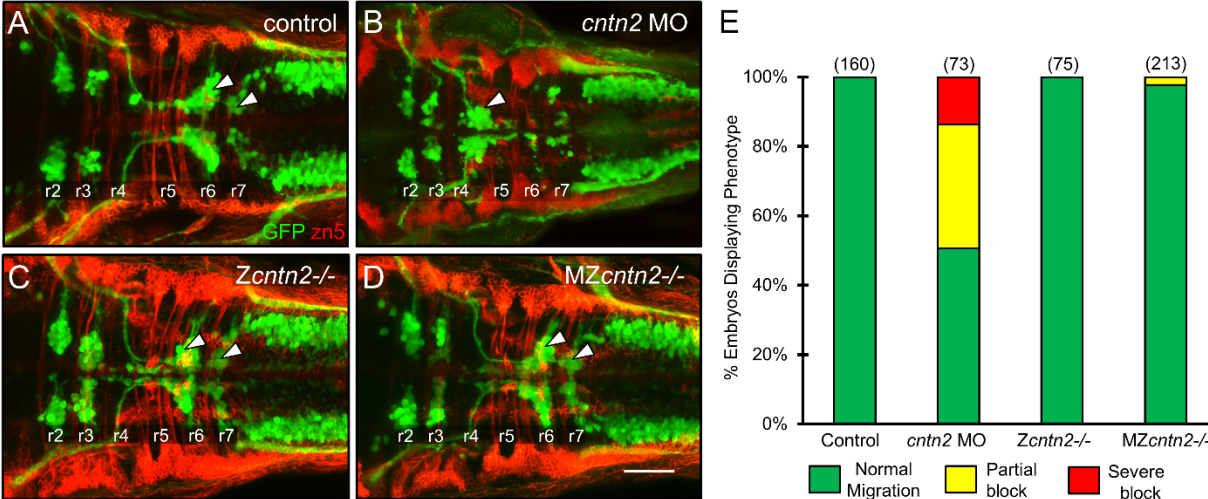 A
control
r2
r3
r4
r5
r6
r7
GFP zn5
B
cntn2 MO
r2
r3
r4
r5
r6
r7
C
Zcntn2-/-
r2
r3
r4
r5
r6
r7
D
MZcntn2-/-
r2
r3
r4
r5
r6
r7
E
% Embryos Displaying Phenotype
(160)
(73)
(75)
(213)
100%
80%
60%
40%
20%
0%
Control
cntn2 MO
Zcntn2-/-
MZcntn2-/-
Normal
Migration
Partial
block
Severe
block